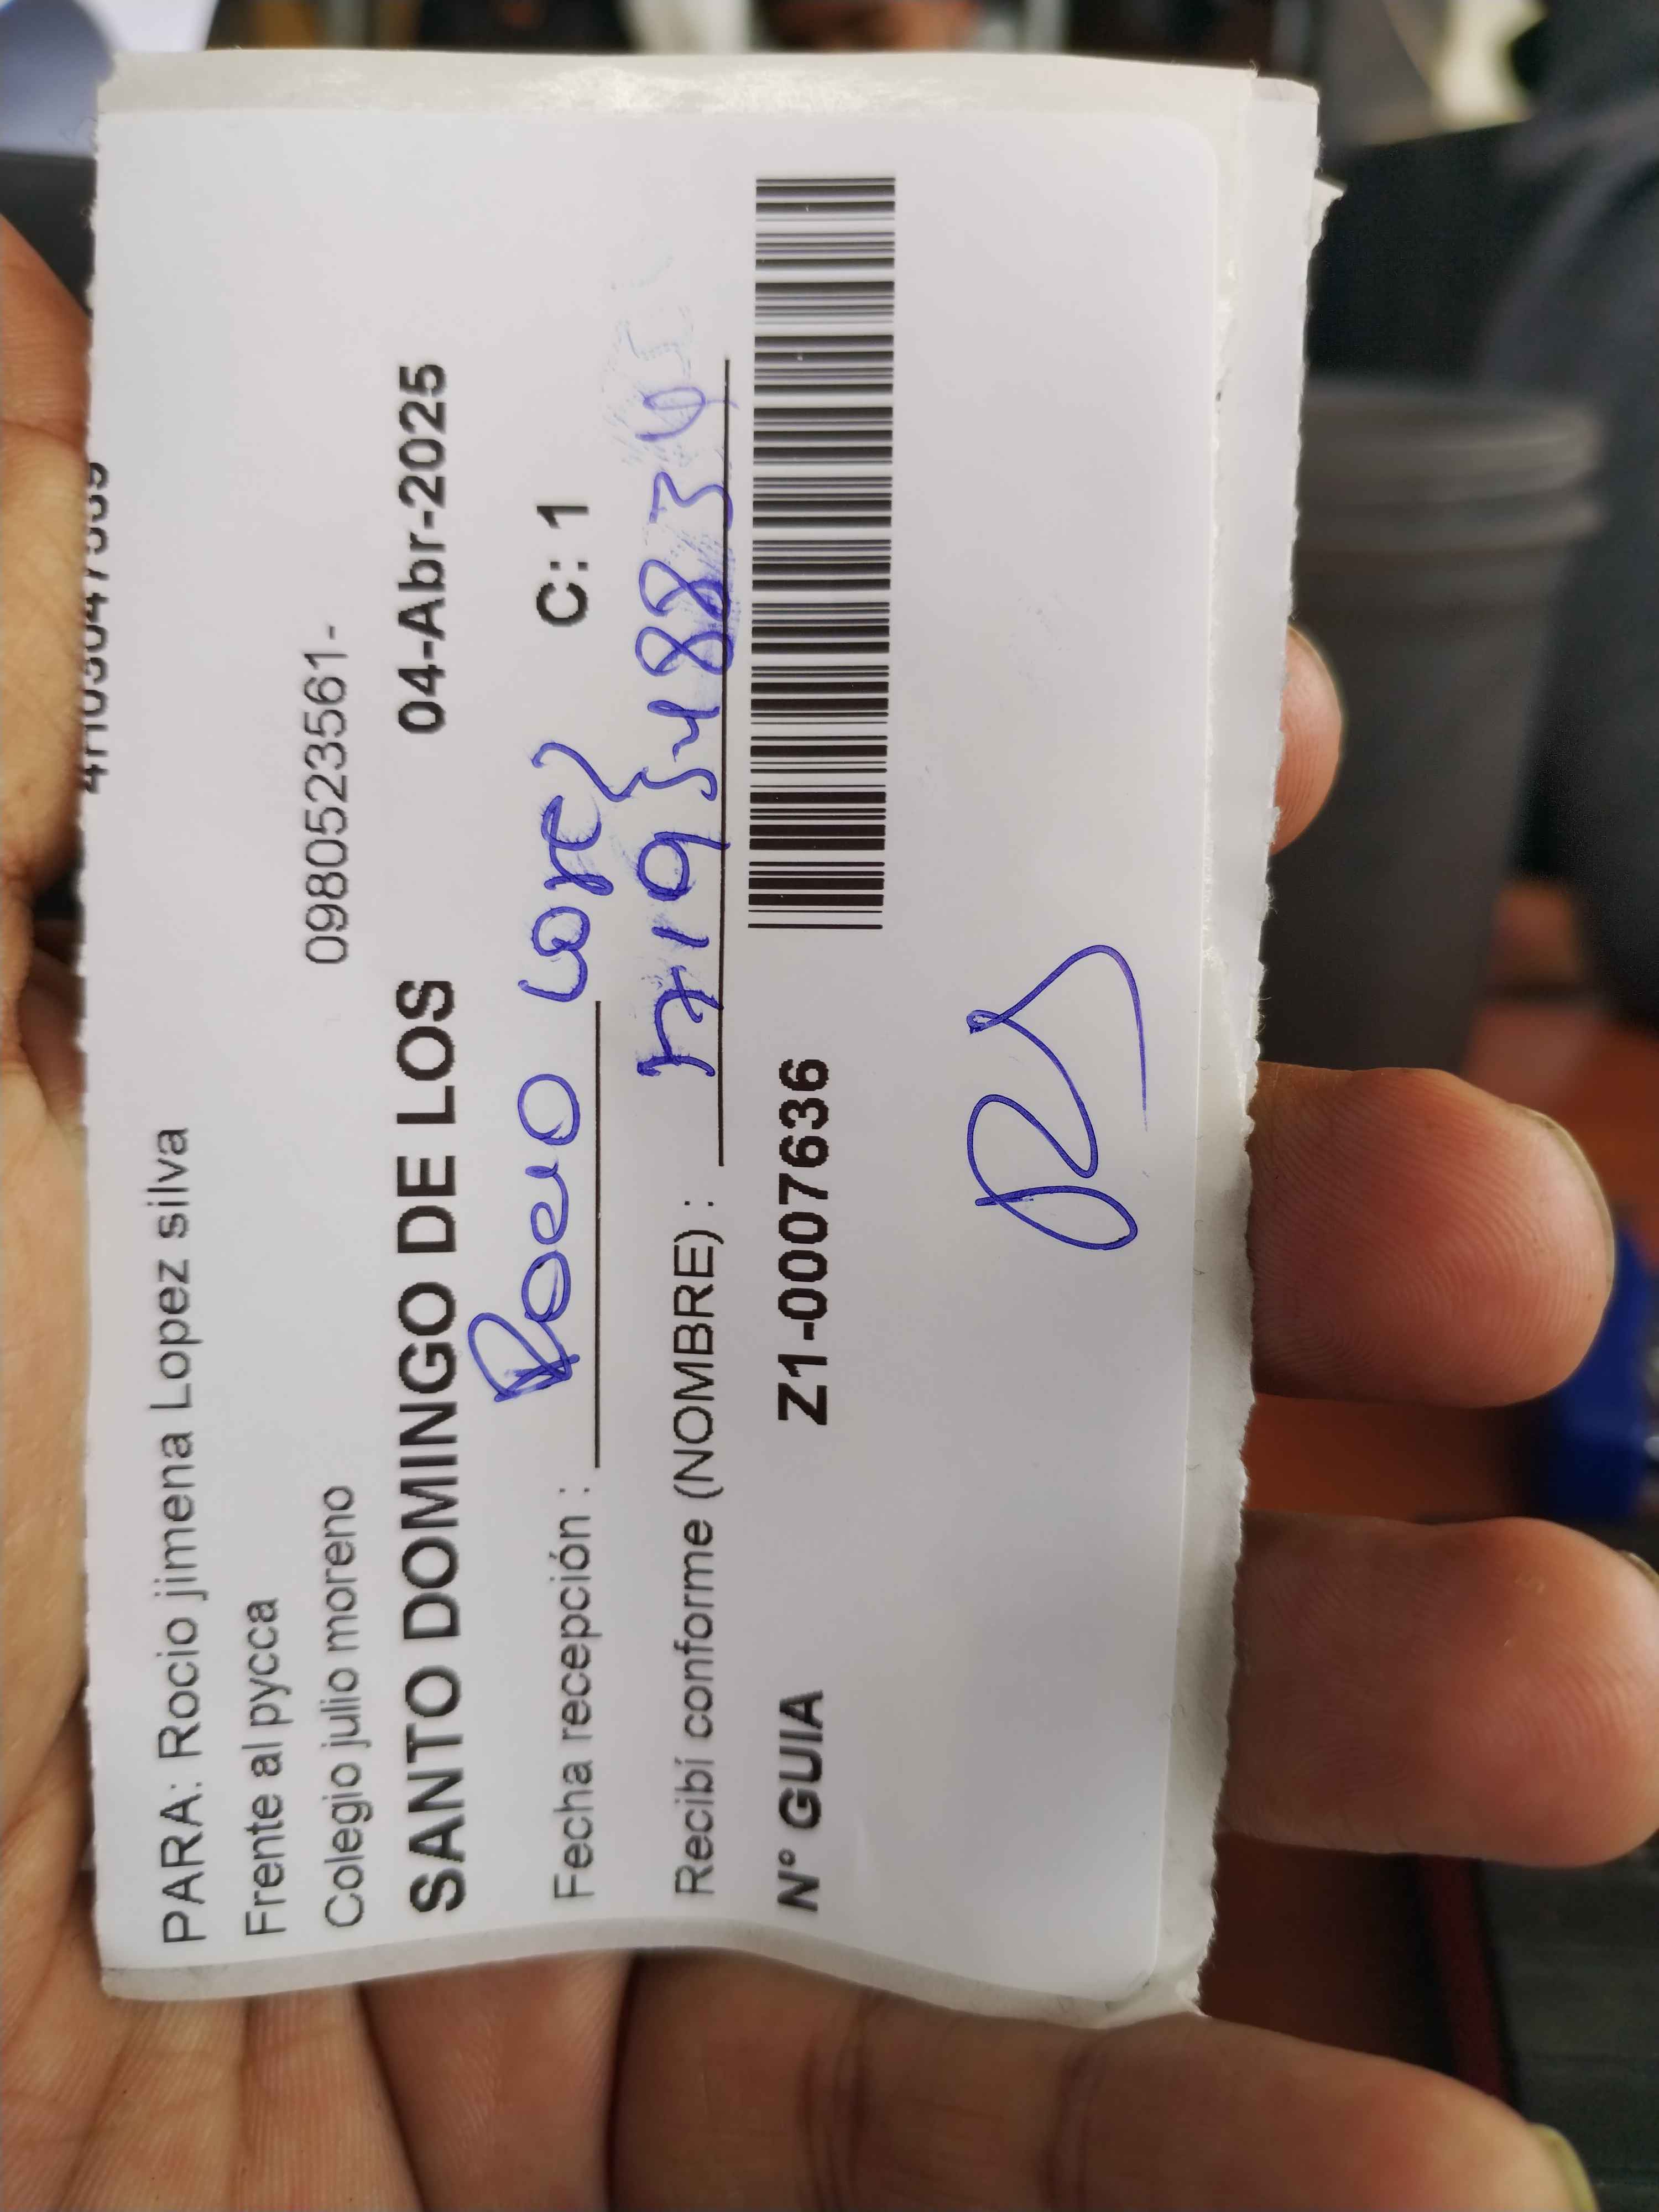 PARA: Rocio jimena Lopez silva
Frente al pycca
Colegio julio moreno 0980523561-
SANTO DOMINGO DE LOS 04-Abr-2025
Fecha recepción : Rocio Lopez C: 1
Recibí conforme (NOMBRE) :
N° GUIA Z1-0007636